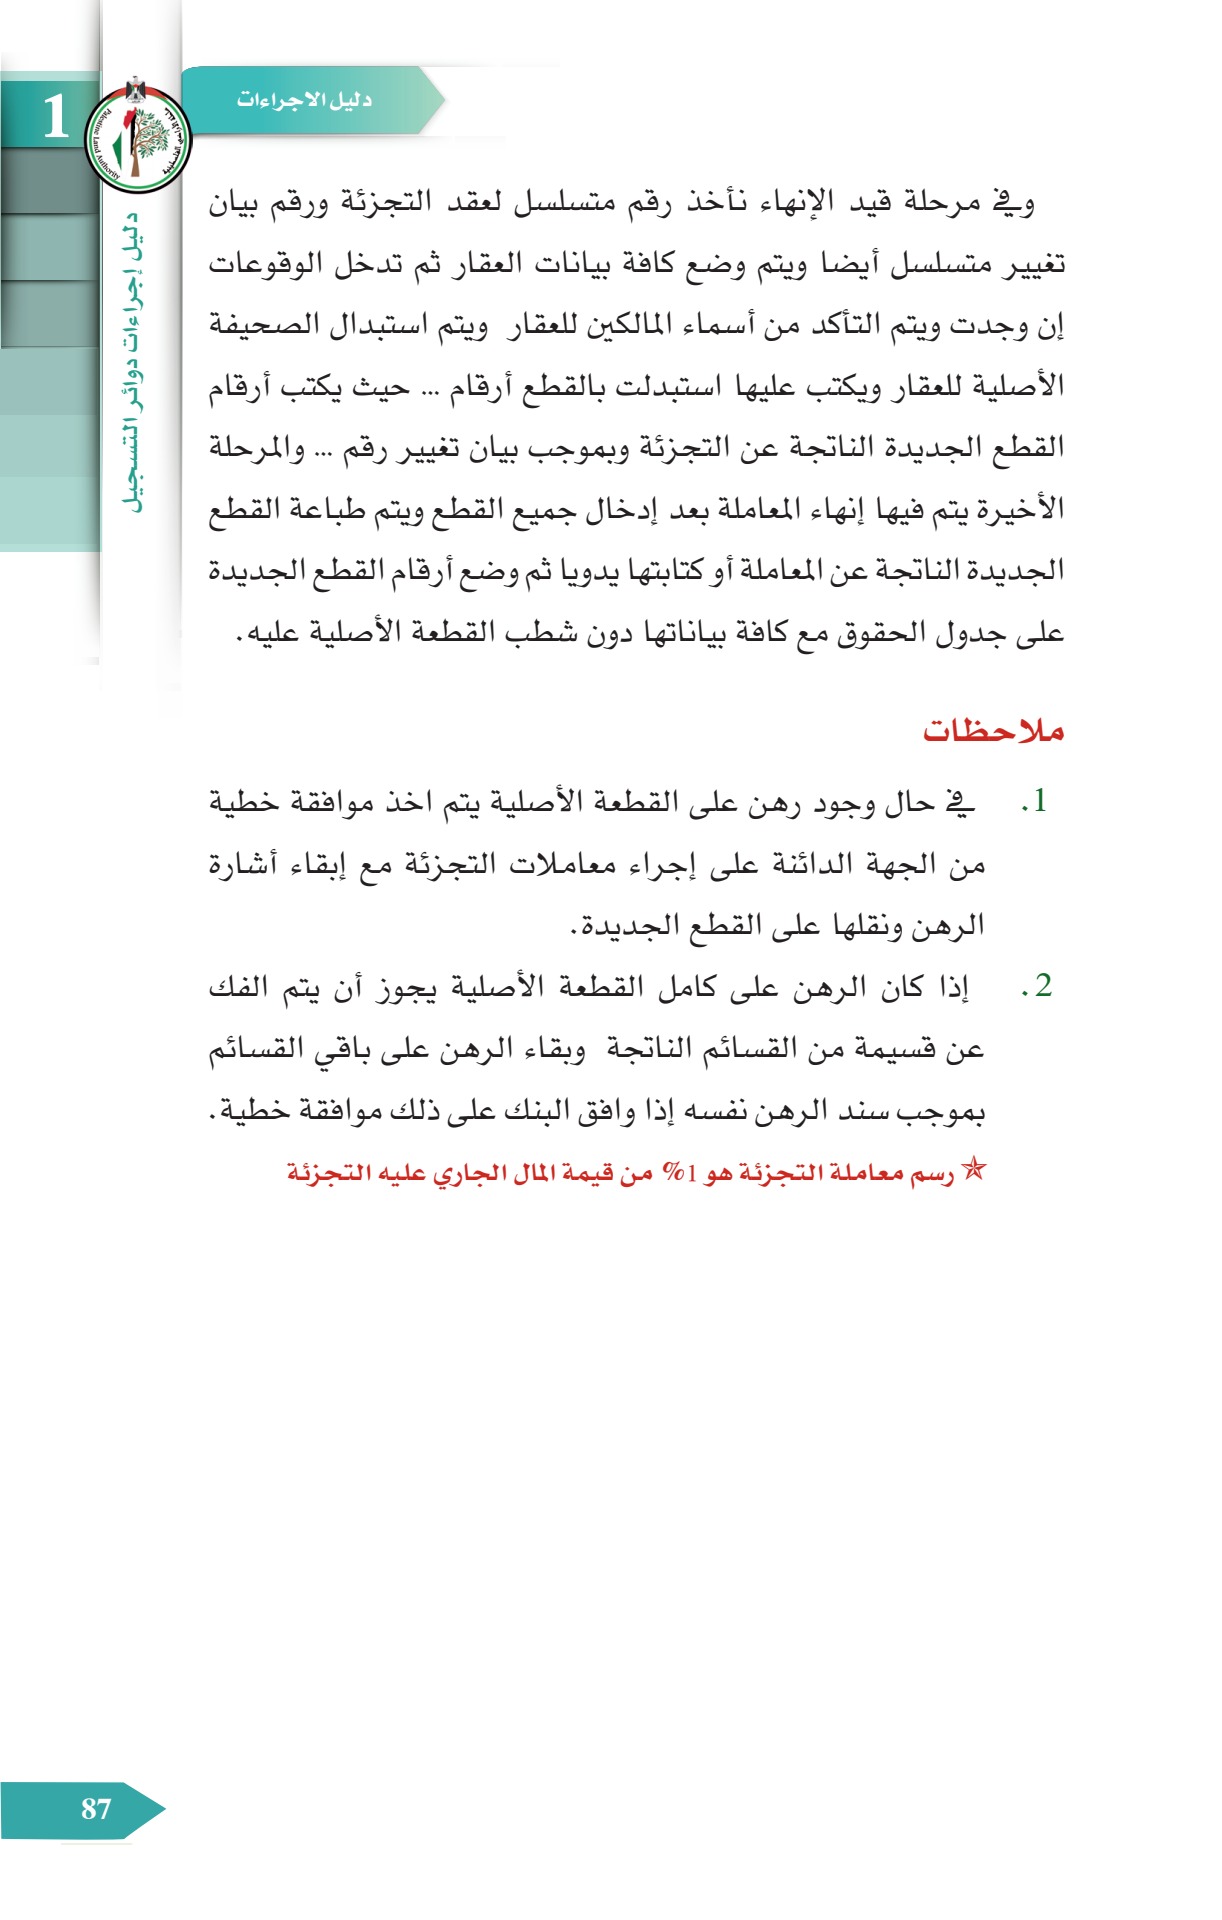 دليل الاجراءات
1
Palestine Land Authority
دليل إجراءات دوائر التسجيل
وفي مرحلة قيد الإنهاء نأخذ رقم متسلسل لعقد التجزئة ورقم بيان
تغيير متسلسل أيضا ويتم وضع كافة بيانات العقار ثم تدخل الوقوعات
إن وجدت ويتم التأكد من أسماء المالكين للعقار ويتم استبدال الصحيفة
الأصلية للعقار ويكتب عليها استبدلت بالقطع أرقام ... حيث يكتب أرقام
القطع الجديدة الناتجة عن التجزئة وبموجب بيان تغيير رقم ... والمرحلة
الأخيرة يتم فيها إنهاء المعاملة بعد إدخال جميع القطع ويتم طباعة القطع
الجديدة الناتجة عن المعاملة أو كتابتها يدويا ثم وضع أرقام القطع الجديدة
على جدول الحقوق مع كافة بياناتها دون شطب القطعة الأصلية عليه.
ملاحظات
1. في حال وجود رهن على القطعة الأصلية يتم اخذ موافقة خطية
من الجهة الدائنة على إجراء معاملات التجزئة مع إبقاء أشارة
الرهن ونقلها على القطع الجديدة.
2. إذا كان الرهن على كامل القطعة الأصلية يجوز أن يتم الفك
عن قسيمة من القسائم الناتجة وبقاء الرهن على باقي القسائم
بموجب سند الرهن نفسه إذا وافق البنك على ذلك موافقة خطية.
✯ رسم معاملة التجزئة هو 1% من قيمة المال الجاري عليه التجزئة
87